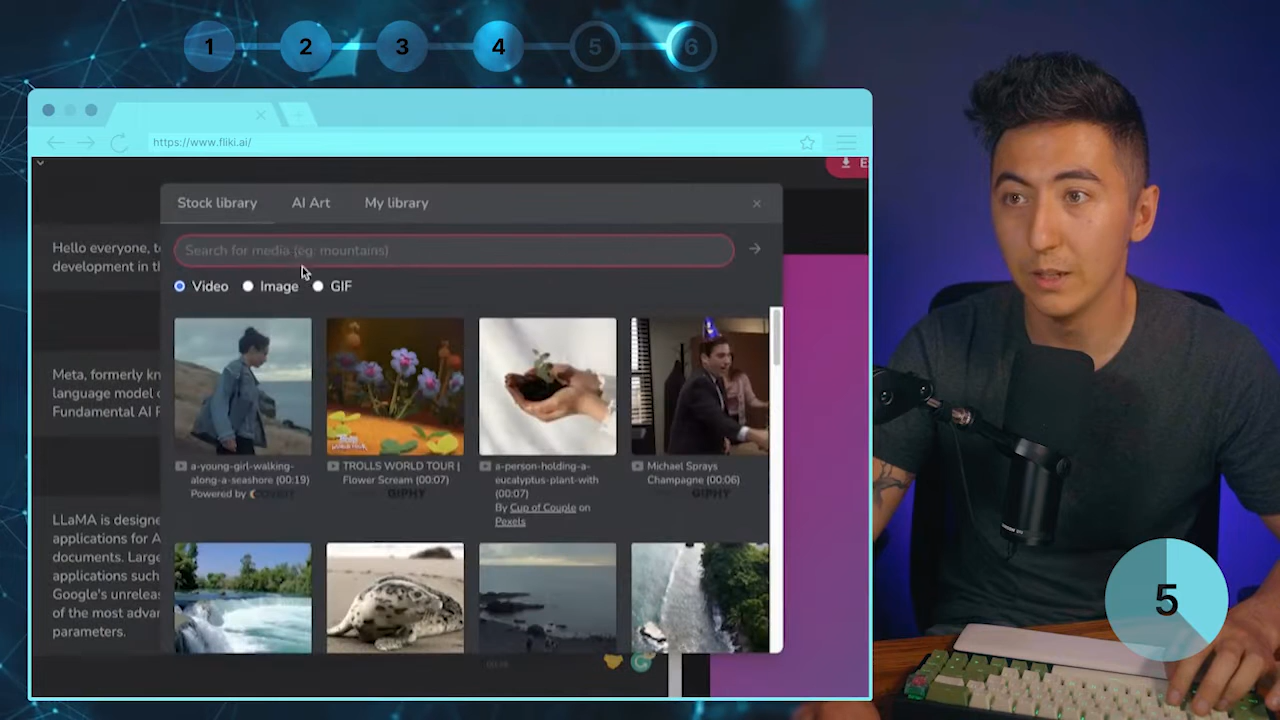 1 2 3 4 5 6
https://www.fliki.ai/
Stock library AI Art My library
Search for media (eg: mountains)
Video Image GIF
Hello everyone, t
development in th
Meta, formerly kn
language model
Fundamental AI
LLaMA is designe
applications for A
documents. Large
applications such
Google's unreleas
of the most advar
parameters.
a-young-girl-walking-
along-a-seashore (00:19)
Powered by
TROLLS WORLD TOUR |
Flower Scream (00:07)
GIPHY
a-person-holding-a-
eucalyptus-plant-with
(00:07)
By Cup of Couple on
Pexels
Michael Sprays
Champagne (00:06)
GIPHY
5